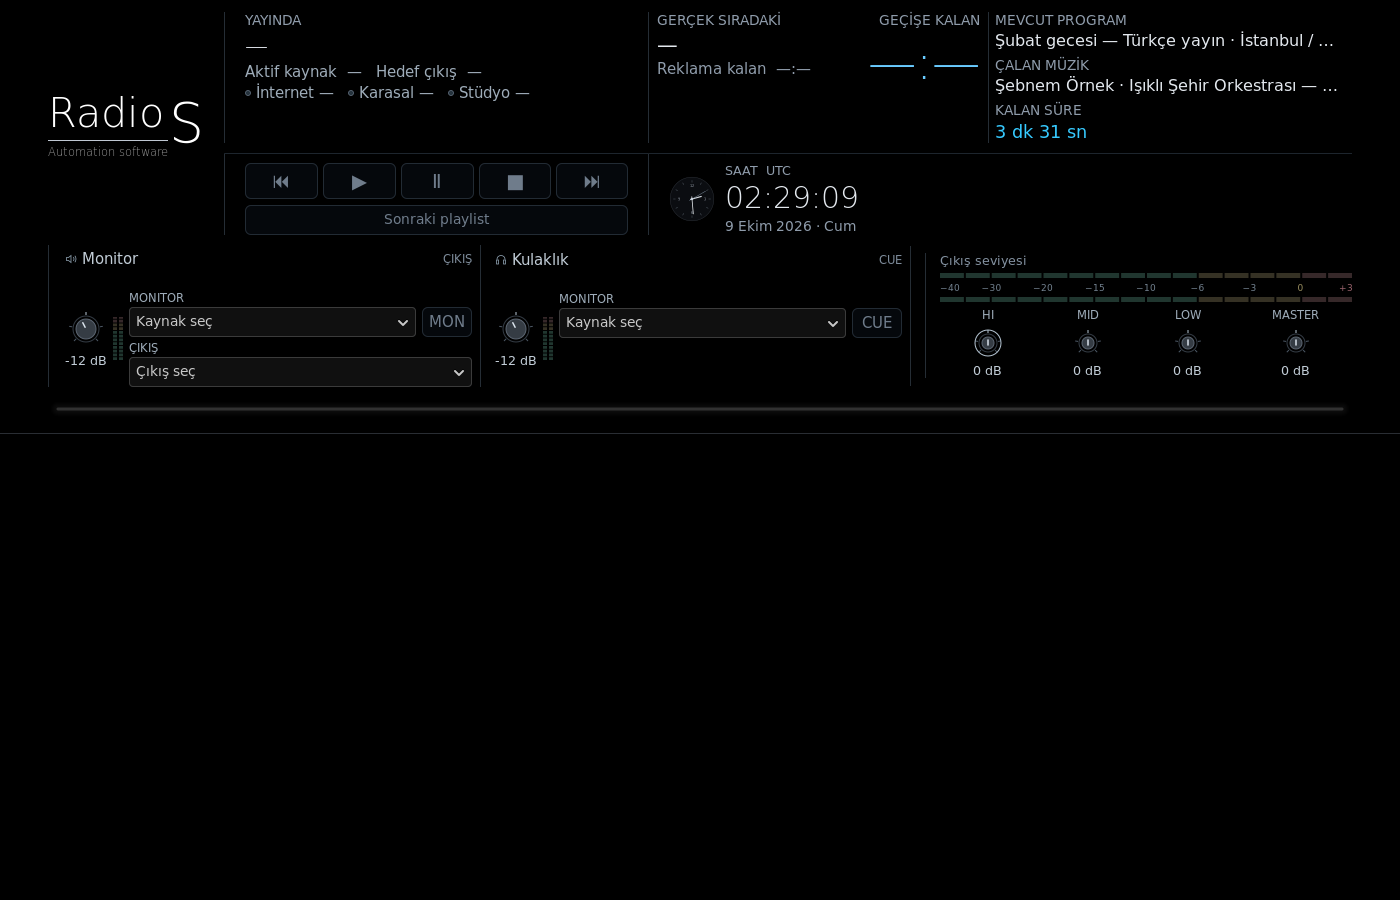 Radio S
Automation software
YAYINDA
—
Aktif kaynak — Hedef çıkış —
İnternet — Karasal — Stüdyo —
GERÇEK SIRADAKİ
—
Reklama kalan —:—
GEÇİŞE KALAN
—:—
MEVCUT PROGRAM
Şubat gecesi — Türkçe yayın · İstanbul / …
ÇALAN MÜZİK
Şebnem Örnek · Işıklı Şehir Orkestrası — …
KALAN SÜRE
3 dk 31 sn
Sonraki playlist
SAAT UTC
02:29:09
9 Ekim 2026 · Cum
Monitor ÇIKIŞ
MONITOR
Kaynak seç MON
-12 dB
ÇIKIŞ
Çıkış seç
Kulaklık CUE
MONITOR
Kaynak seç CUE
-12 dB
Çıkış seviyesi
−40 −30 −20 −15 −10 −6 −3 0 +3
HI MID LOW MASTER
0 dB 0 dB 0 dB 0 dB